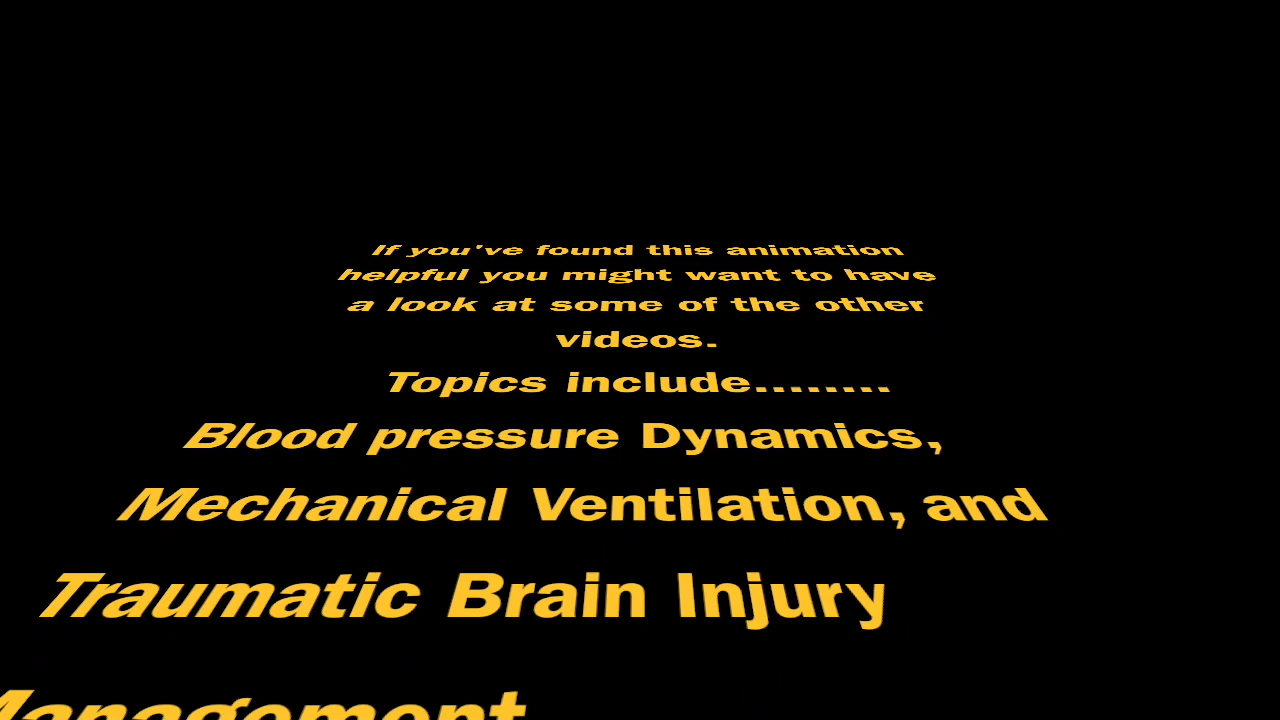 If you've found this animation
helpful you might want to have
a look at some of the other
videos.
Topics include........
Blood pressure Dynamics,
Mechanical Ventilation, and
Traumatic Brain Injury
Management